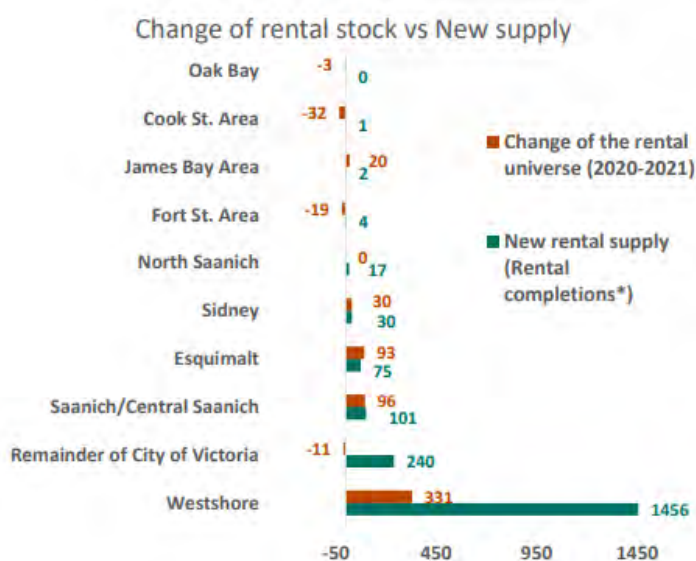 Change of rental stock vs New supply
Oak Bay
-3
0
Cook St. Area
-32
1
James Bay Area
20
2
Fort St. Area
-19
4
North Saanich
0
17
Sidney
30
30
Esquimalt
93
75
Saanich/Central Saanich
96
101
Remainder of City of Victoria
-11
240
Westshore
331
1456
Change of the rental
universe (2020-2021)
New rental supply
(Rental
completions*)
-50 450 950 1450